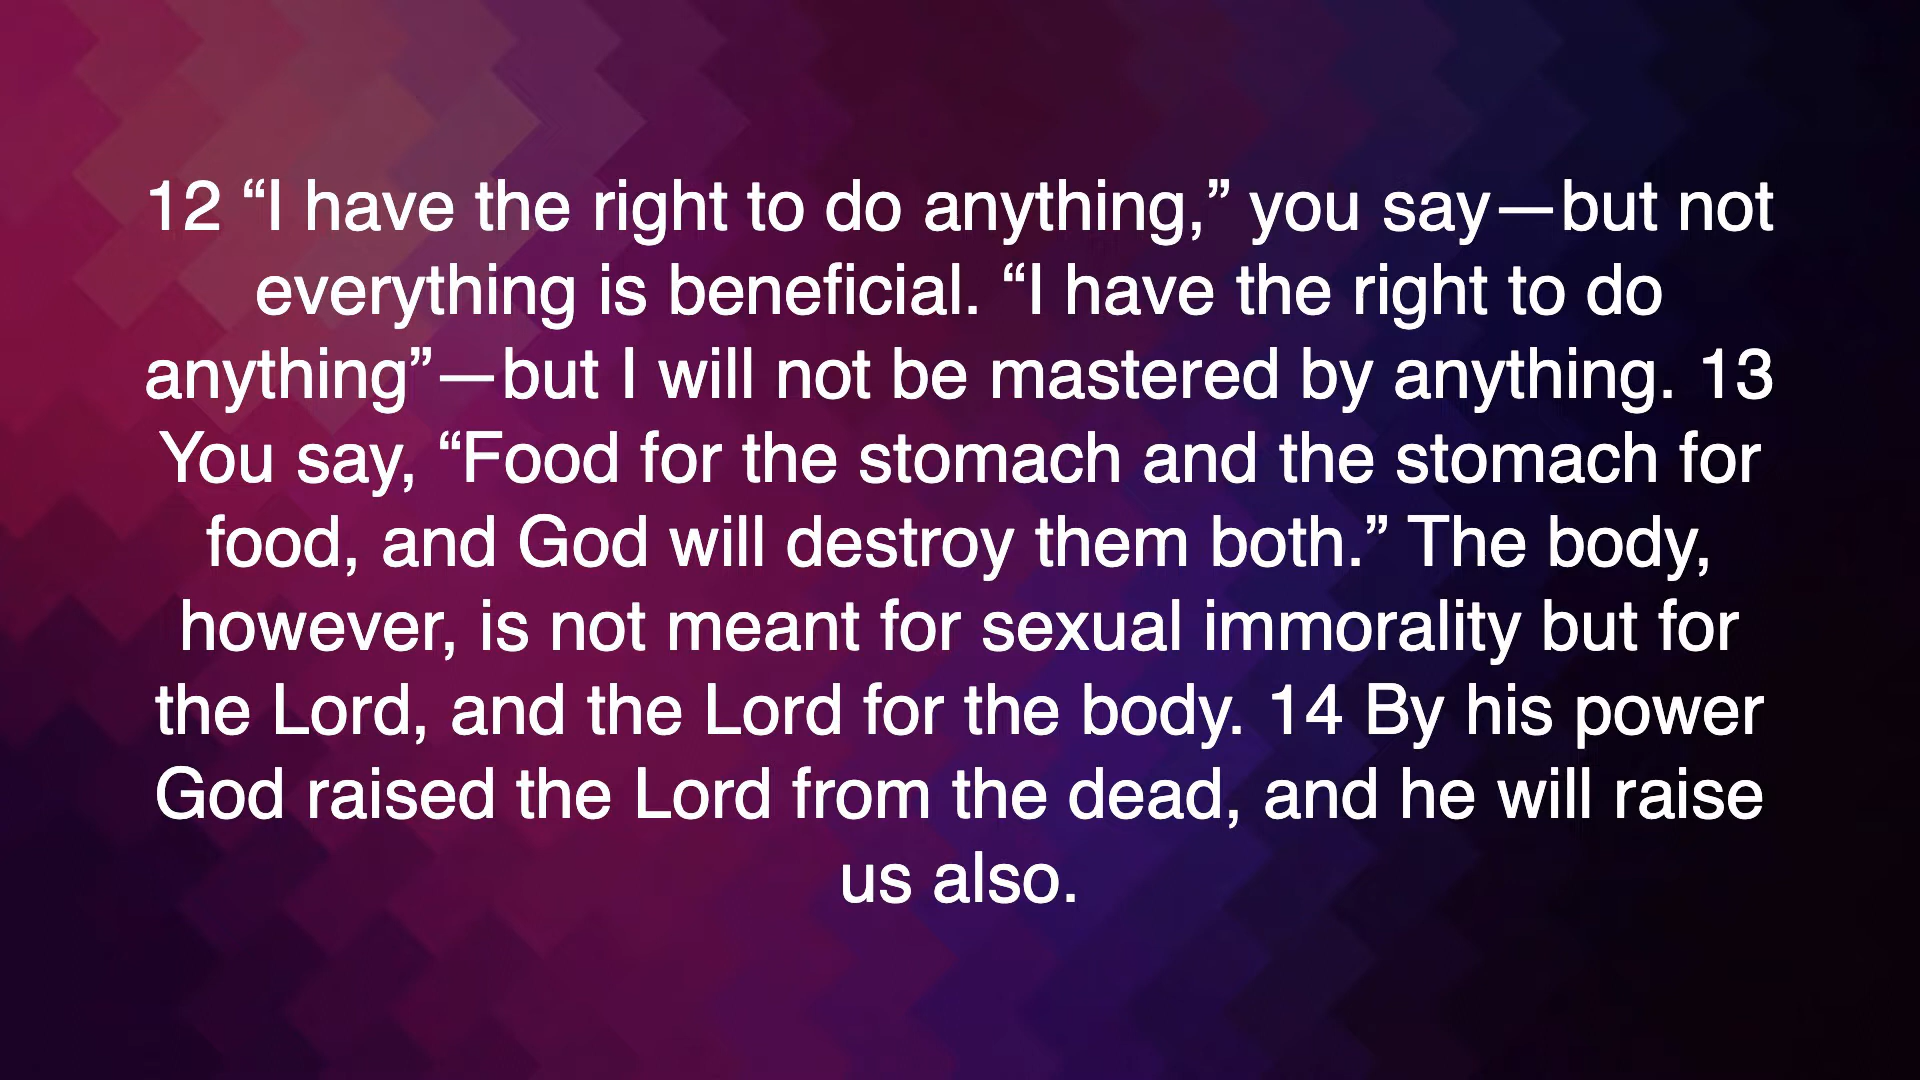 12 “I have the right to do anything,” you say—but not
everything is beneficial. “I have the right to do
anything”—but I will not be mastered by anything. 13
You say, “Food for the stomach and the stomach for
food, and God will destroy them both.” The body,
however, is not meant for sexual immorality but for
the Lord, and the Lord for the body. 14 By his power
God raised the Lord from the dead, and he will raise
us also.